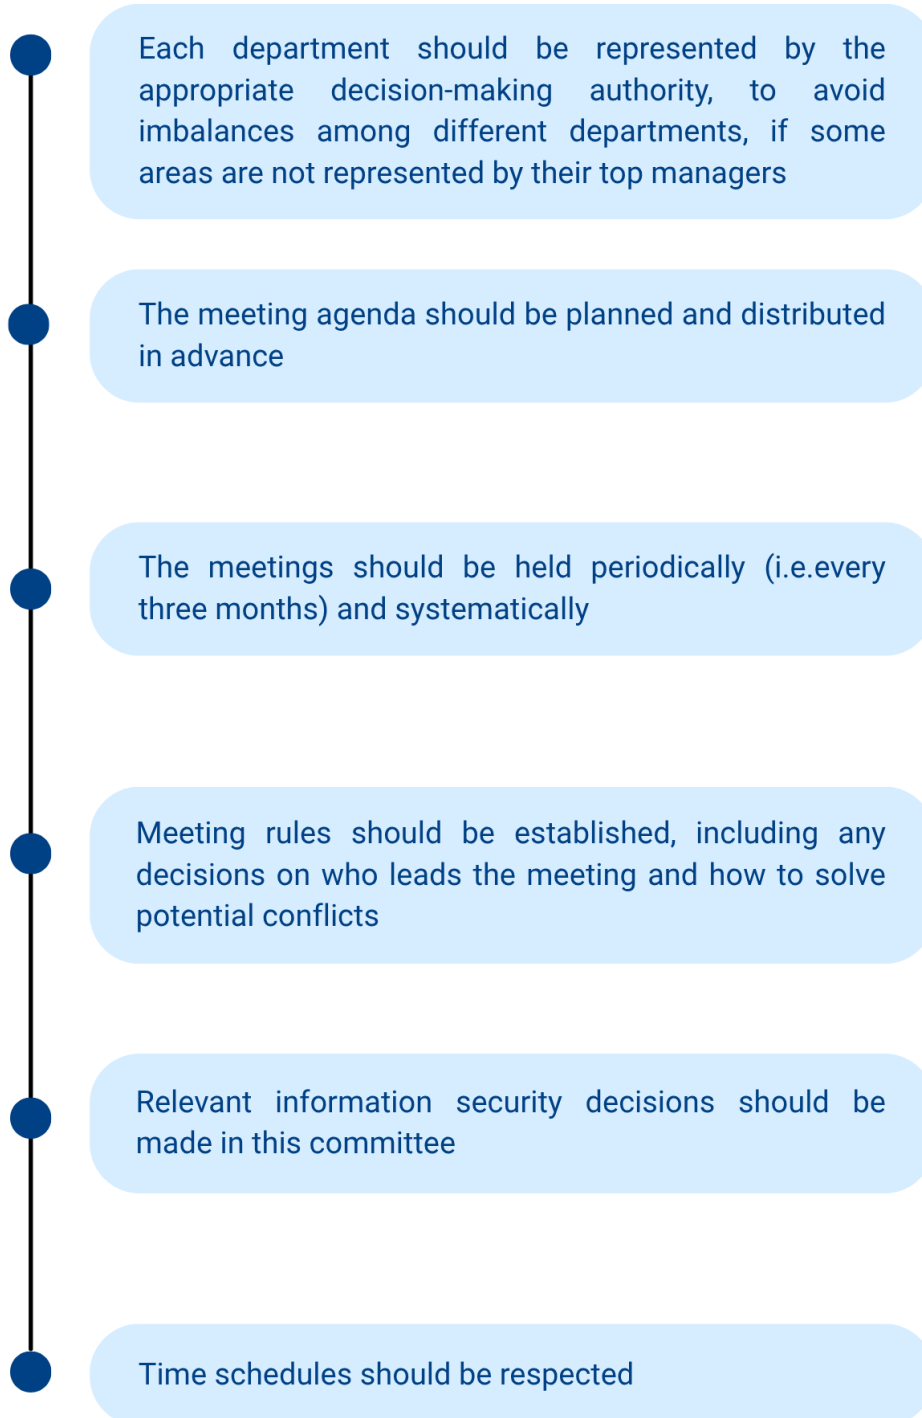 Each department should be represented by the
appropriate decision-making authority, to avoid
imbalances among different departments, if some
areas are not represented by their top managers
The meeting agenda should be planned and distributed
in advance
The meetings should be held periodically (i.e.every
three months) and systematically
Meeting rules should be established, including any
decisions on who leads the meeting and how to solve
potential conflicts
Relevant information security decisions should be
made in this committee
Time schedules should be respected